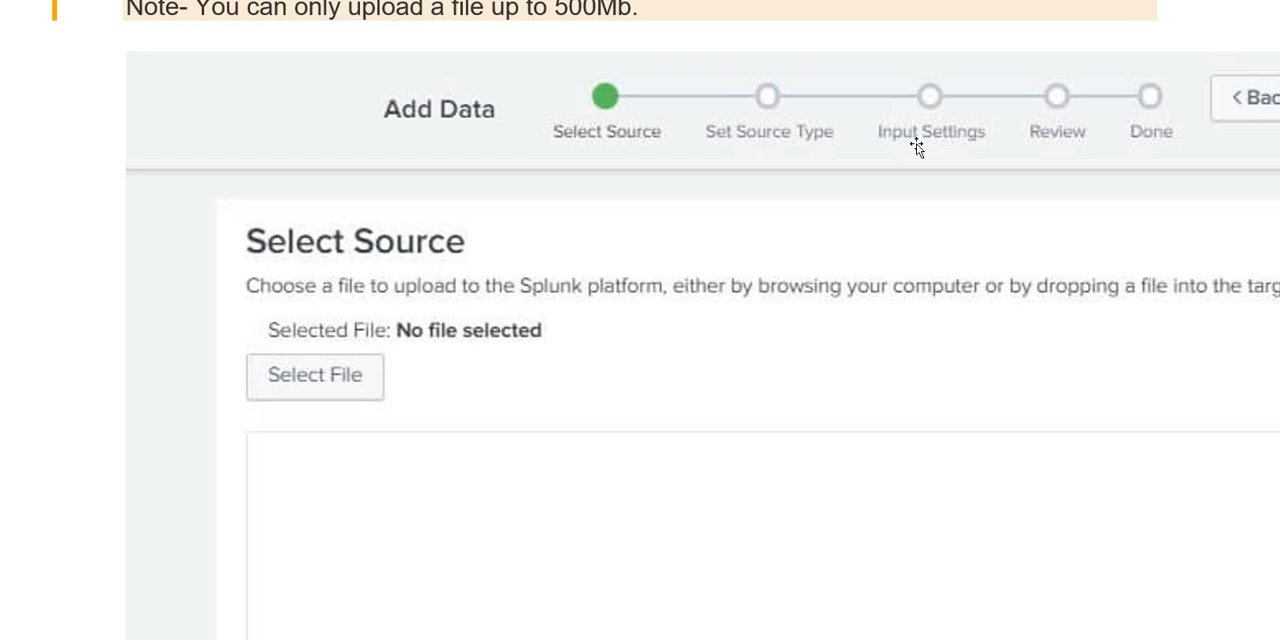 Note- You can only upload a file up to 500Mb.
Add Data
Select Source
Set Source Type
Input Settings
Review
Done
< Bac
Select Source
Choose a file to upload to the Splunk platform, either by browsing your computer or by dropping a file into the targ
Selected File: No file selected
Select File